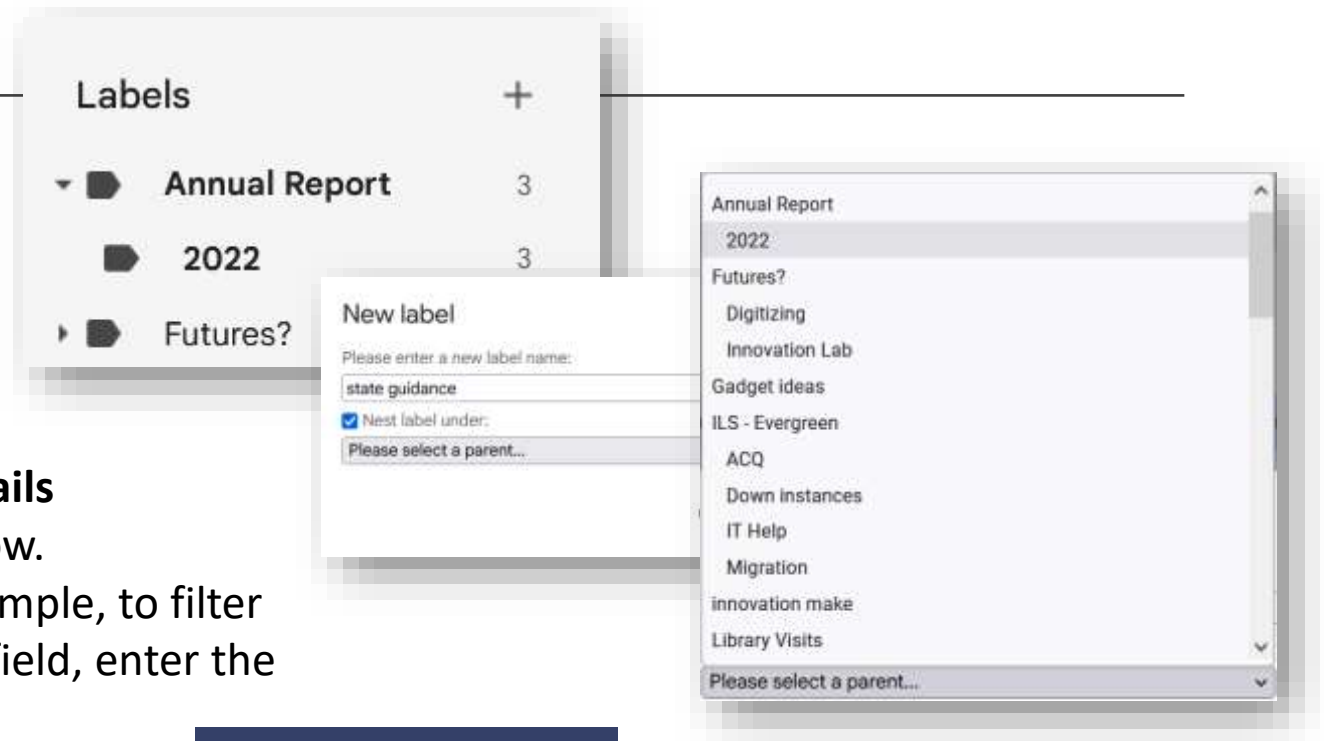 Labels +
Annual Report 3
2022 3
Futures?
New label
Please enter a new label name:
state guidance
Nest label under:
Please select a parent...
Annual Report
2022
Futures?
Digitizing
Innovation Lab
Gadget ideas
ILS - Evergreen
ACQ
Down instances
IT Help
Migration
innovation make
Library Visits
Please select a parent...
ails
ow.
mple, to filter
field, enter the